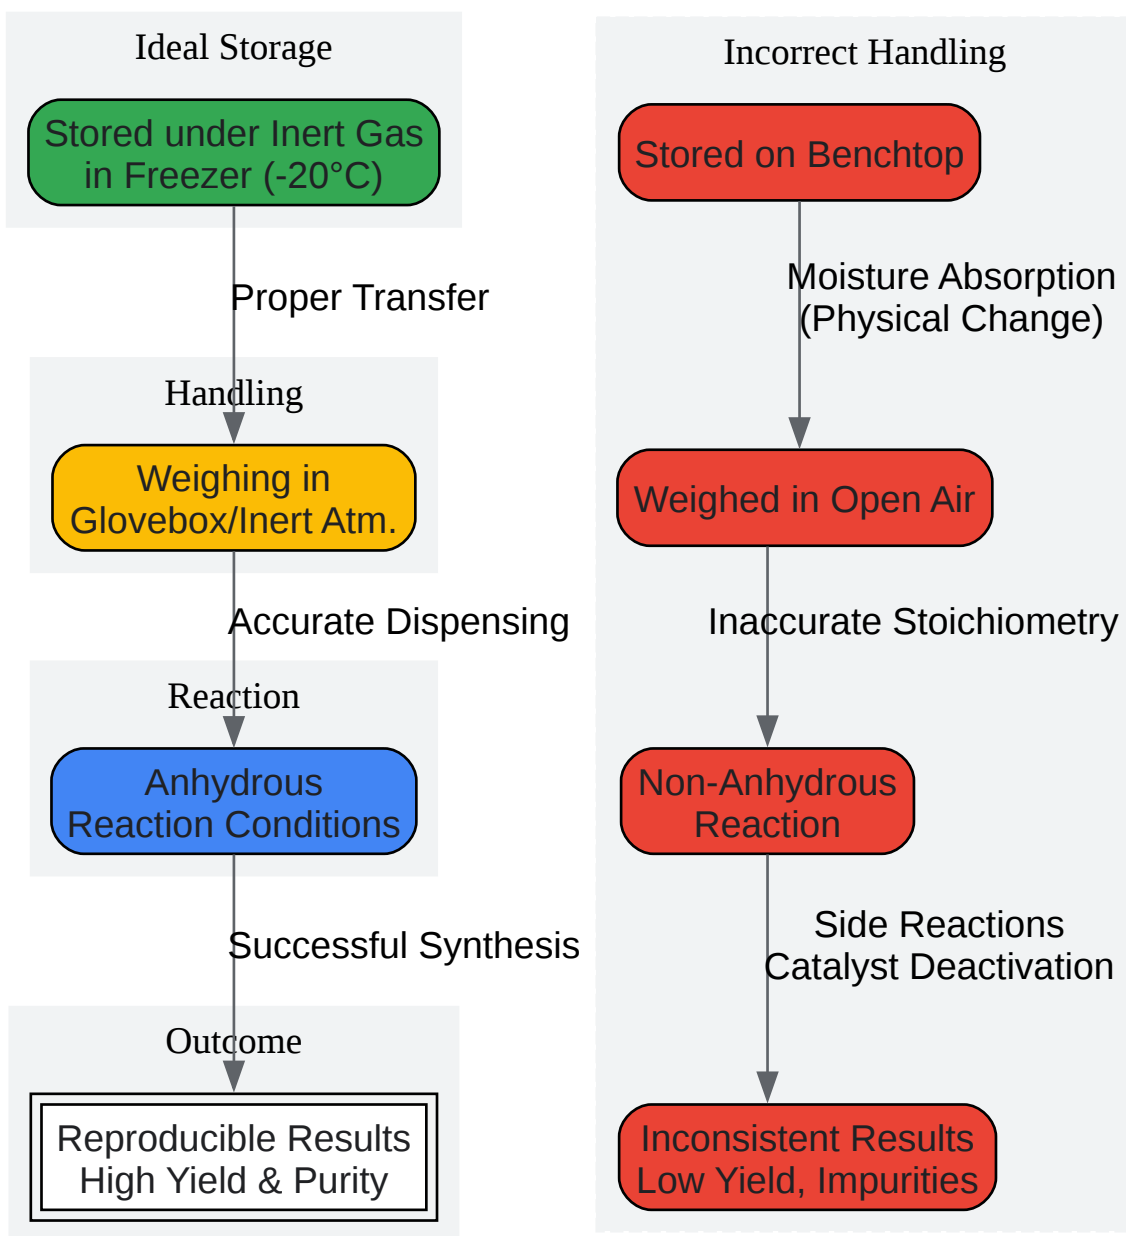 Ideal Storage
Stored under Inert Gas
in Freezer (-20°C)
Proper Transfer
Handling
Weighing in
Glovebox/Inert Atm.
Accurate Dispensing
Reaction
Anhydrous
Reaction Conditions
Successful Synthesis
Outcome
Reproducible Results
High Yield & Purity
Incorrect Handling
Stored on Benchtop
Moisture Absorption
(Physical Change)
Weighed in Open Air
Inaccurate Stoichiometry
Non-Anhydrous
Reaction
Side Reactions
Catalyst Deactivation
Inconsistent Results
Low Yield, Impurities